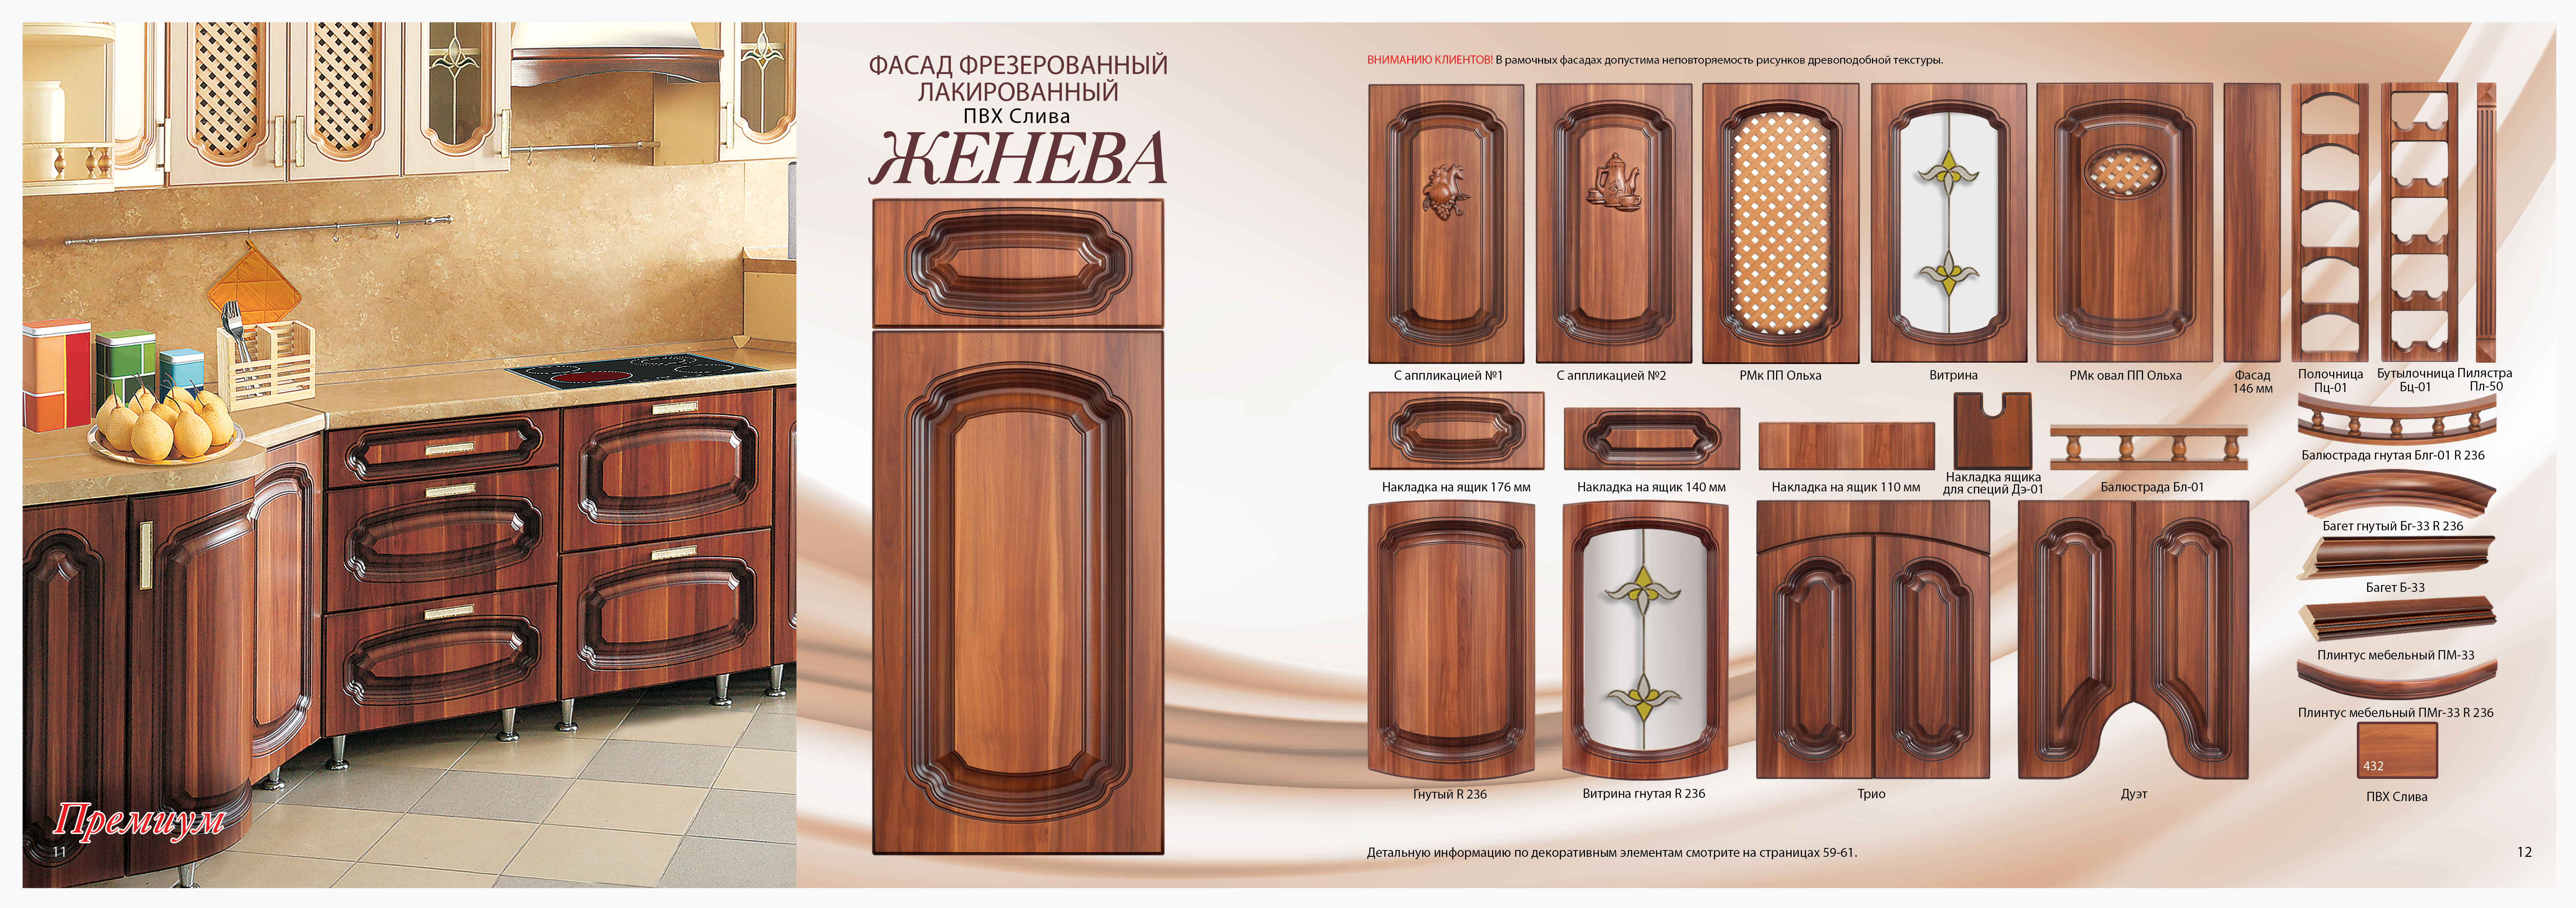 Премиум
11
ФАСАД ФРЕЗЕРОВАННЫЙ
ЛАКИРОВАННЫЙ
ПВХ Слива
ЖЕНЕВА
ВНИМАНИЮ КЛИЕНТОВ! В рамочных фасадах допустима неповторяемость рисунков древоподобной текстуры.
С аппликацией №1
С аппликацией №2
РМк ПП Ольха
Витрина
РМк овал ПП Ольха
Фасад
146 мм
Полочница
Пц-01
Бутылочница
Бц-01
Пилястра
Пл-50
Накладка на ящик 176 мм
Накладка на ящик 140 мм
Накладка на ящик 110 мм
Накладка ящика
для специй Дэ-01
Балюстрада Бл-01
Балюстрада гнутая Блг-01 R 236
Багет гнутый Бг-33 R 236
Багет Б-33
Плинтус мебельный ПМ-33
Плинтус мебельный ПМг-33 R 236
Гнутый R 236
Витрина гнутая R 236
Трио
Дуэт
432
ПВХ Слива
Детальную информацию по декоративным элементам смотрите на страницах 59-61.
12